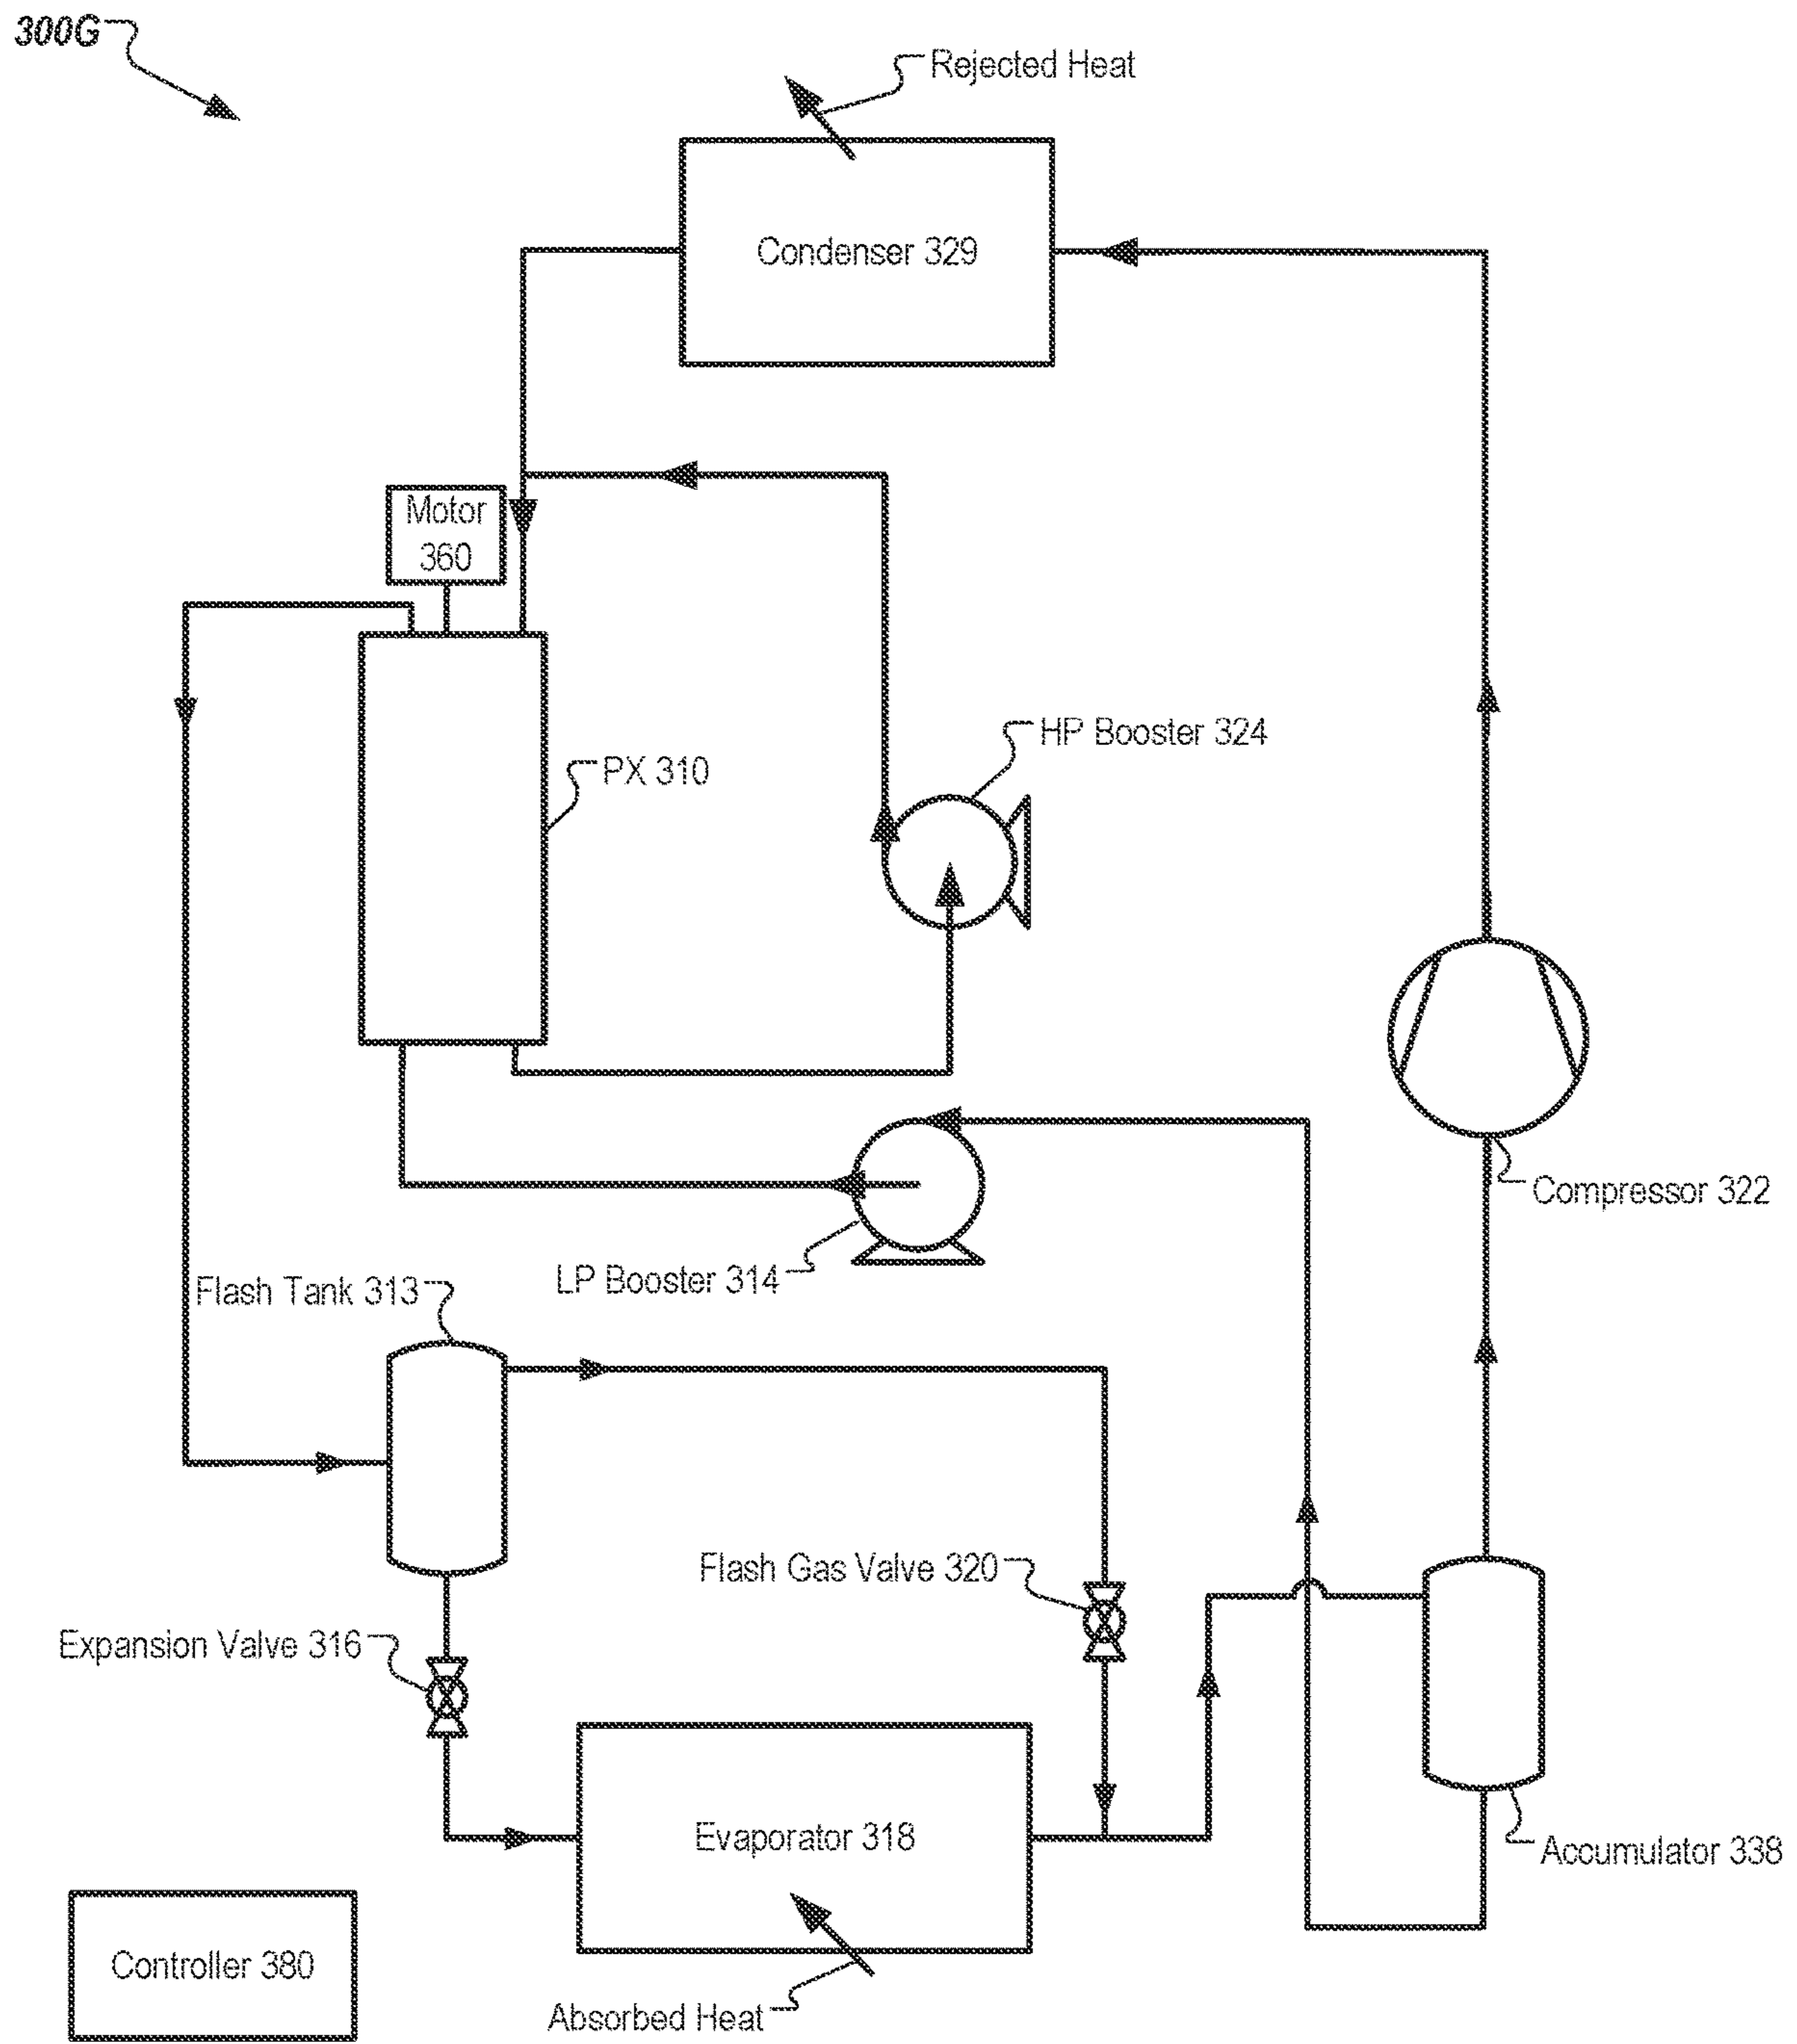 300G
Rejected Heat
Condenser 329
Motor
360
HP Booster 324
PX 310
Compressor 322
LP Booster 314
Flash Tank 313
Flash Gas Valve 320
Expansion Valve 316
Evaporator 318
Accumulator 338
Controller 380
Absorbed Heat